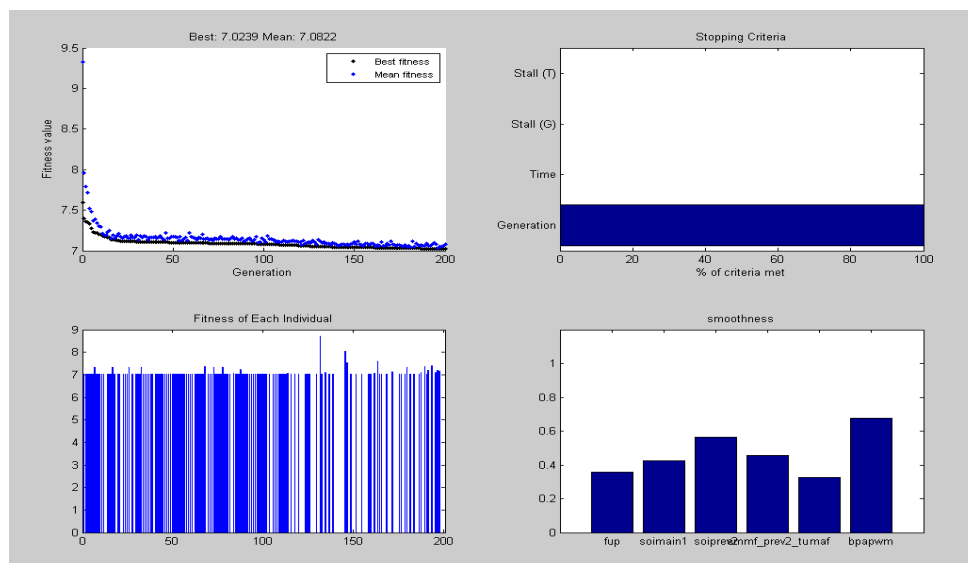 Best: 7.0239 Mean: 7.0822
9.5
9
8.5
8
7.5
7
Fitness value
Best fitness
Mean fitness
0 50 100 150 200
Generation
Stopping Criteria
Stall (T)
Stall (G)
Time
Generation
0 20 40 60 80 100
% of criteria met
Fitness of Each Individual
9
8
7
6
5
4
3
2
1
0
0 50 100 150 200
smoothness
1
0.8
0.6
0.4
0.2
0
fup soimain1 bpapwm